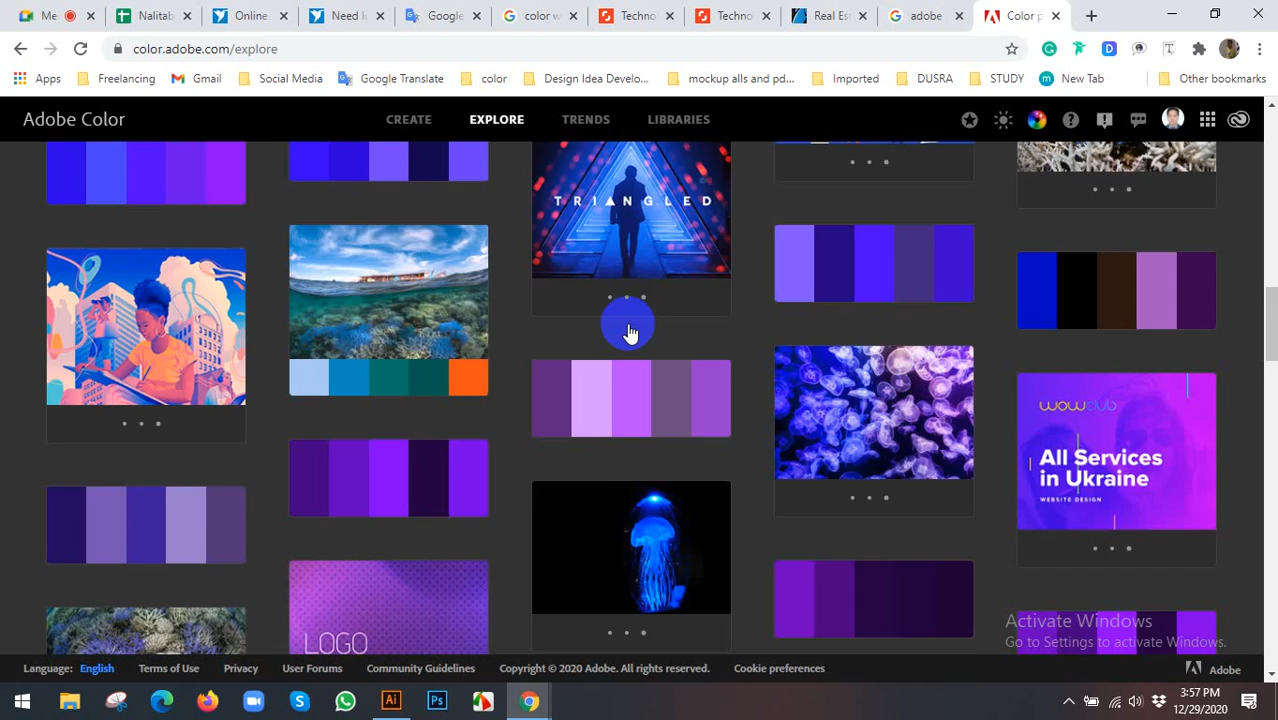 Me
Nalitab
Online
Need l
Google
color w
Techno
Techno
Real Es
adobe
Color p
color.adobe.com/explore
Apps
Freelancing
Gmail
Social Media
Google Translate
color
Design Idea Develo...
mockup alls and pd...
Imported
DUSRA
STUDY
New Tab
Other bookmarks
Adobe Color
CREATE
EXPLORE
TRENDS
LIBRARIES
TRIANGLED
wowclub
All Services
in Ukraine
WEBSITE DESIGN
LOGO
Activate Windows
Go to Settings to activate Windows.
Language: English
Terms of Use
Privacy
User Forums
Community Guidelines
Copyright © 2020 Adobe. All rights reserved.
Cookie preferences
Adobe
3:57 PM
12/29/2020